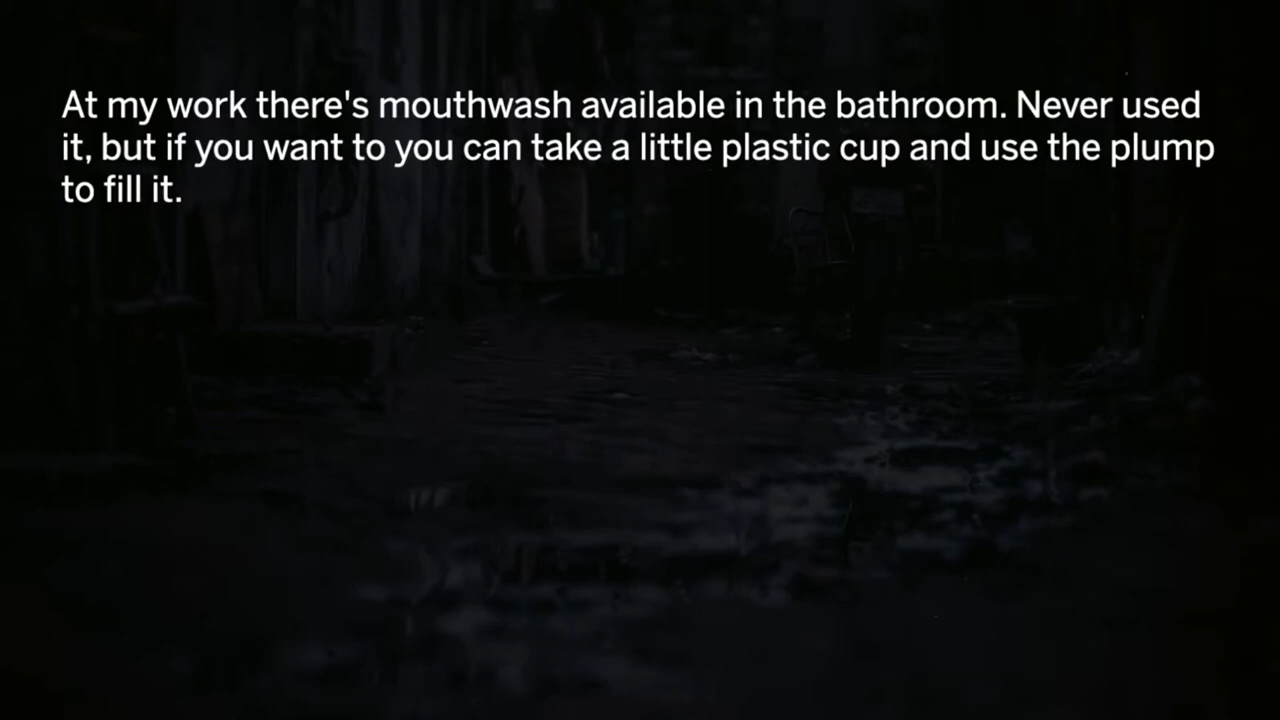 At my work there's mouthwash available in the bathroom. Never used
it, but if you want to you can take a little plastic cup and use the plump
to fill it.